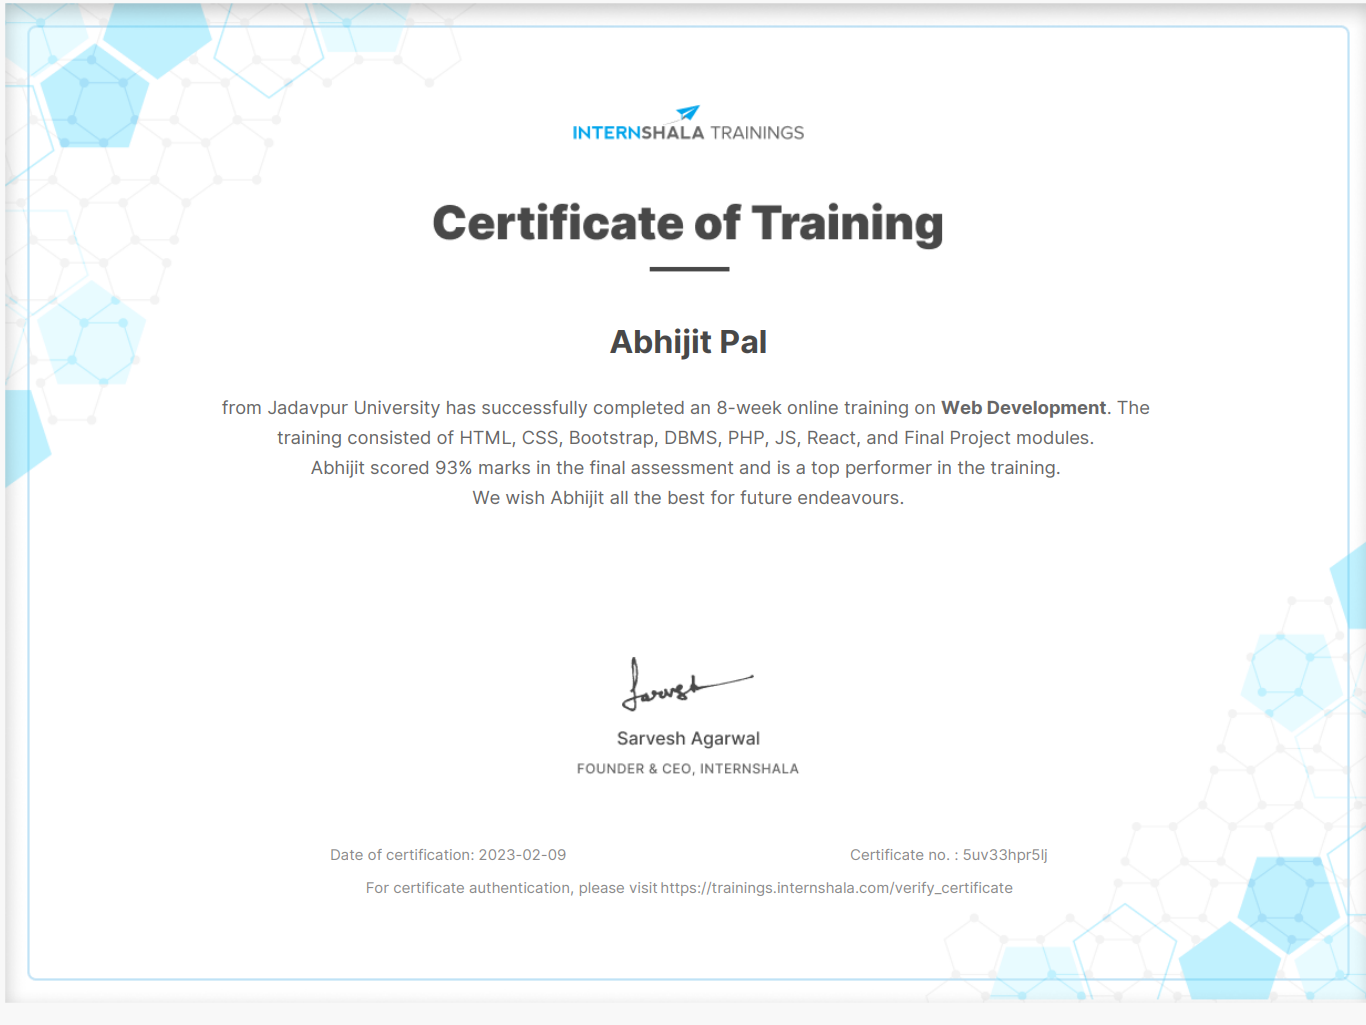 INTERNSHALA TRAININGS
Certificate of Training
Abhijit Pal
from Jadavpur University has successfully completed an 8-week online training on Web Development. The
training consisted of HTML, CSS, Bootstrap, DBMS, PHP, JS, React, and Final Project modules.
Abhijit scored 93% marks in the final assessment and is a top performer in the training.
We wish Abhijit all the best for future endeavours.
Sarvesh
Sarvesh Agarwal
FOUNDER & CEO, INTERNSHALA
Date of certification: 2023-02-09 Certificate no. : 5uv33hpr5lj
For certificate authentication, please visit https://trainings.internshala.com/verify_certificate